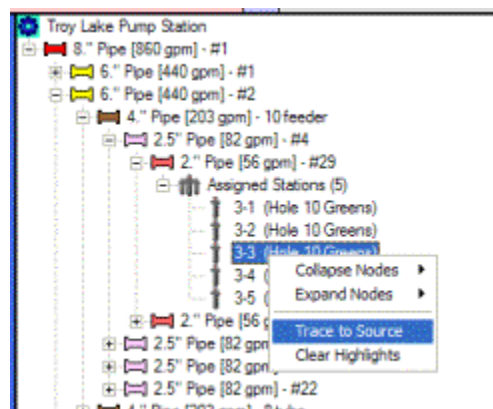 Troy Lake Pump Station
8." Pipe [860 gpm] - #1
6." Pipe [440 gpm] - #1
6." Pipe [440 gpm] - #2
4." Pipe [203 gpm] - 10 feeder
2.5" Pipe [82 gpm] - #4
2." Pipe [56 gpm] - #29
Assigned Stations (5)
3-1 (Hole 10 Greens)
3-2 (Hole 10 Greens)
3-3 (Hole 10 Greens)
3-4 (
Collapse Nodes
3-5 (
Expand Nodes
2." Pipe [56 g
Trace to Source
2.5" Pipe [82 gpm
Clear Highlights
2.5" Pipe [82 gpm
2.5" Pipe [82 gpm] - #22